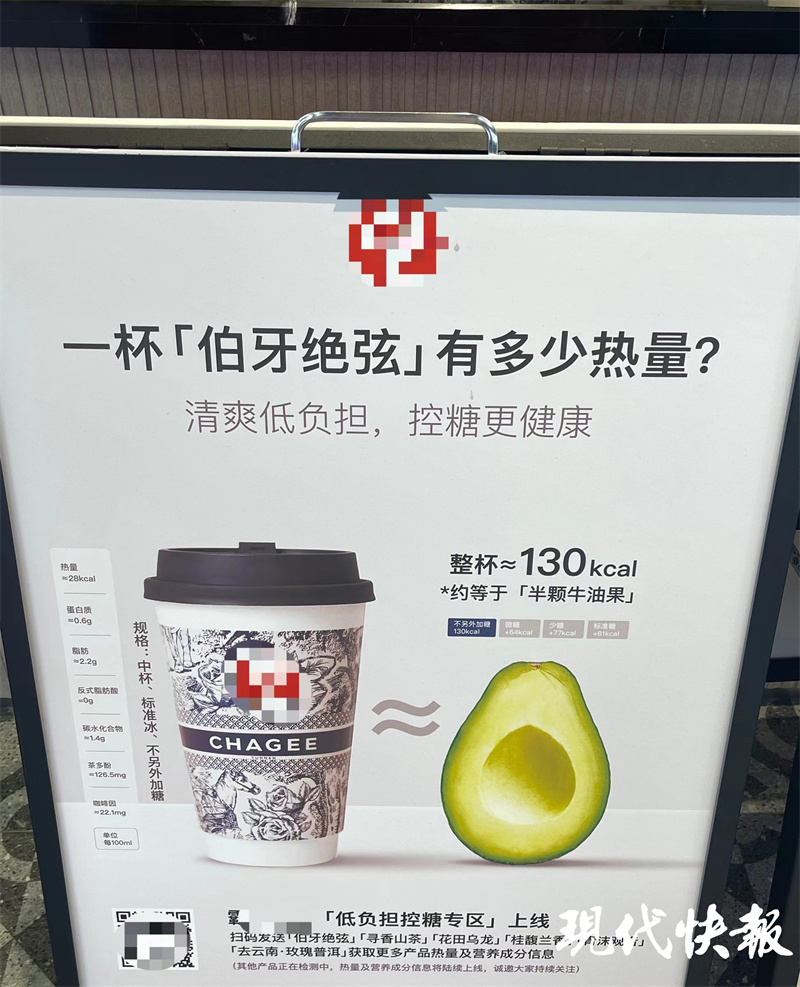 一杯「伯牙绝弦」有多少热量?
清爽低负担，控糖更健康
整杯≈130kcal
*约等于「半颗牛油果」
不另外加糖 微糖 少糖 标准糖
130kcal +64kcal +77kcal +81kcal
热量
≈28kcal
蛋白质
≈0.6g
脂肪
≈2.2g
反式脂肪酸
=0g
碳水化合物
≈1.4g
茶多酚
≈126.5mg
咖啡因
≈22.1mg
单位
每100ml
规格：中杯、标准冰、不另外加糖
CHAGEE
「低负担控糖专区」上线
扫码发送「伯牙绝弦」「寻香山茶」「花田乌龙」「桂馥兰香」
「去云南·玫瑰普洱」获取更多产品热量及营养成分信息
(其他产品正在检测中，热量及营养成分信息将陆续上线，诚邀大家持续关注)
现代快報